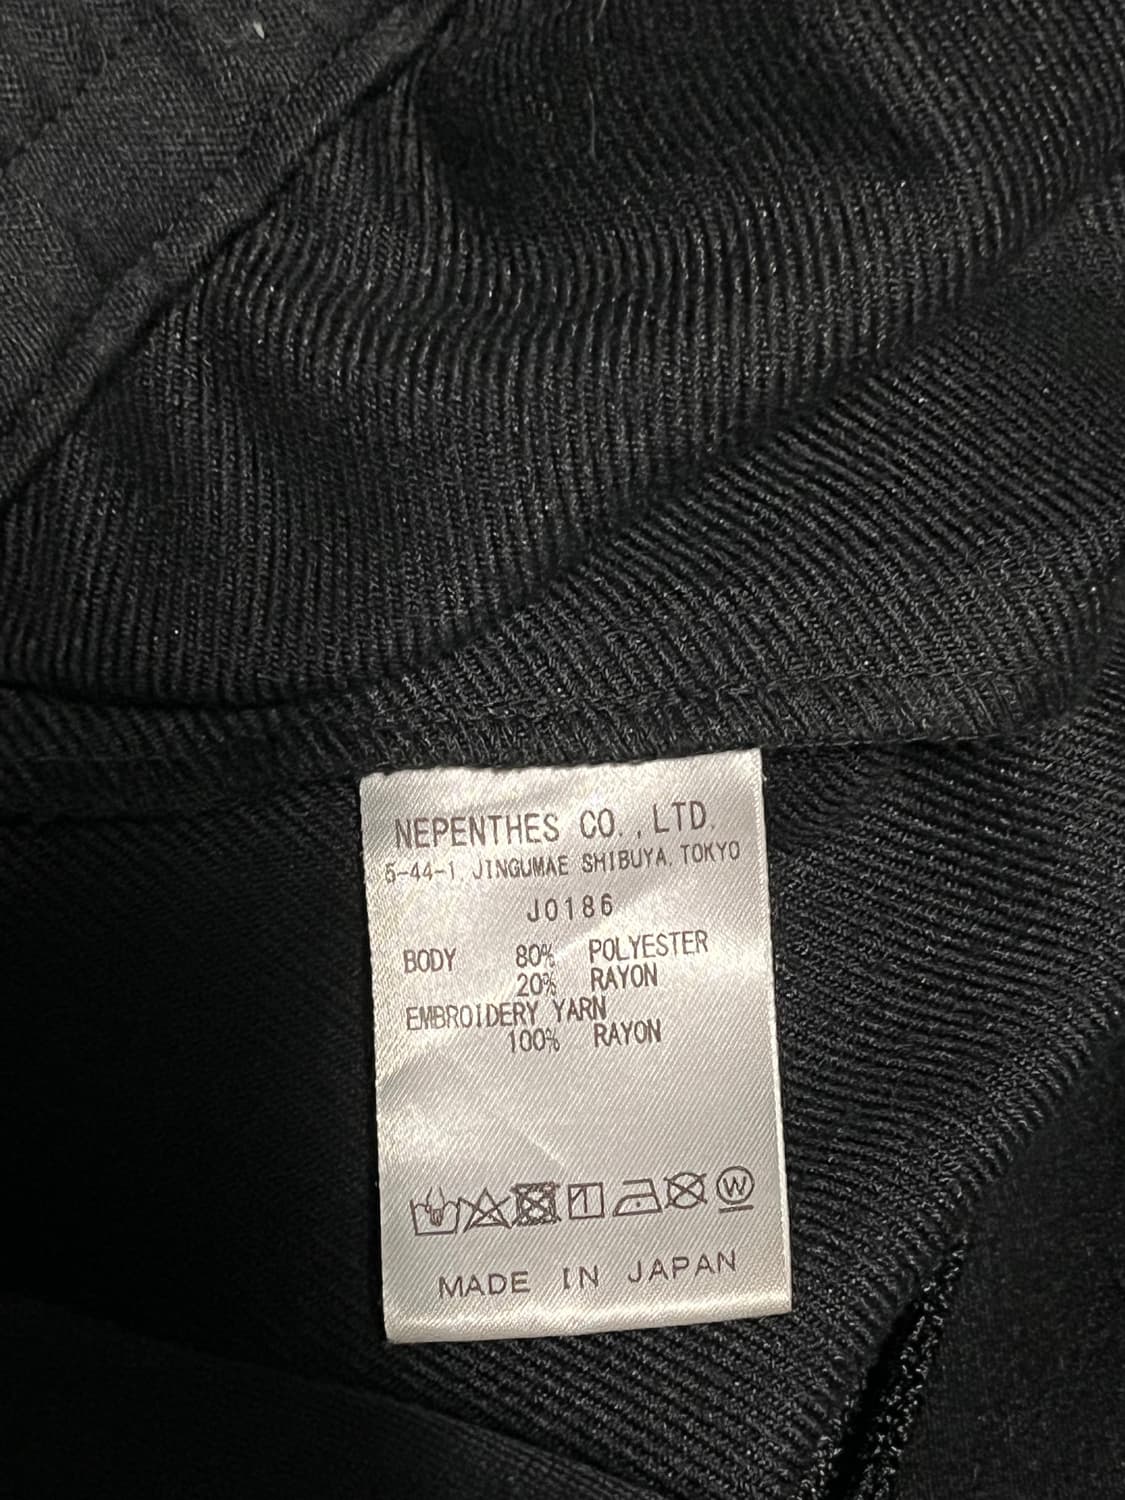 NEPENTHES CO.,LTD.
5-44-1 JINGUMAE SHIBUYA. TOKYO
J0186
BODY 80% POLYESTER
20% RAYON
EMBROIDERY YARN
100% RAYON
W
MADE IN JAPAN